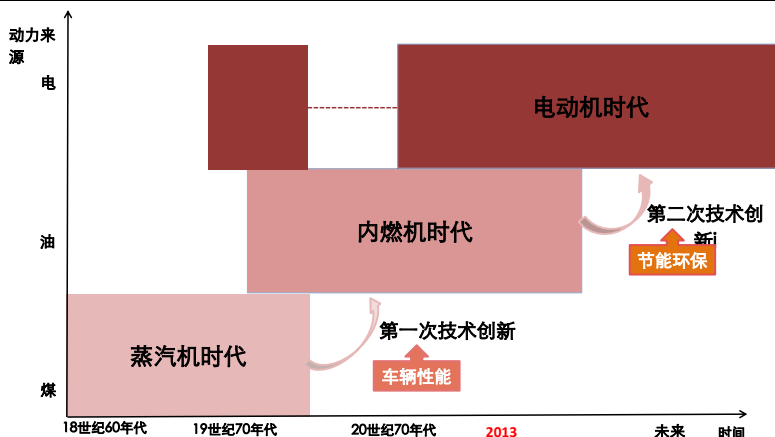 动力来
源
电
电动机时代
第二次技术创
新i
节能环保
内燃机时代
油
第一次技术创新
车辆性能
蒸汽机时代
煤
18世纪60年代
19世纪70年代
20世纪70年代
2013
未来
时间